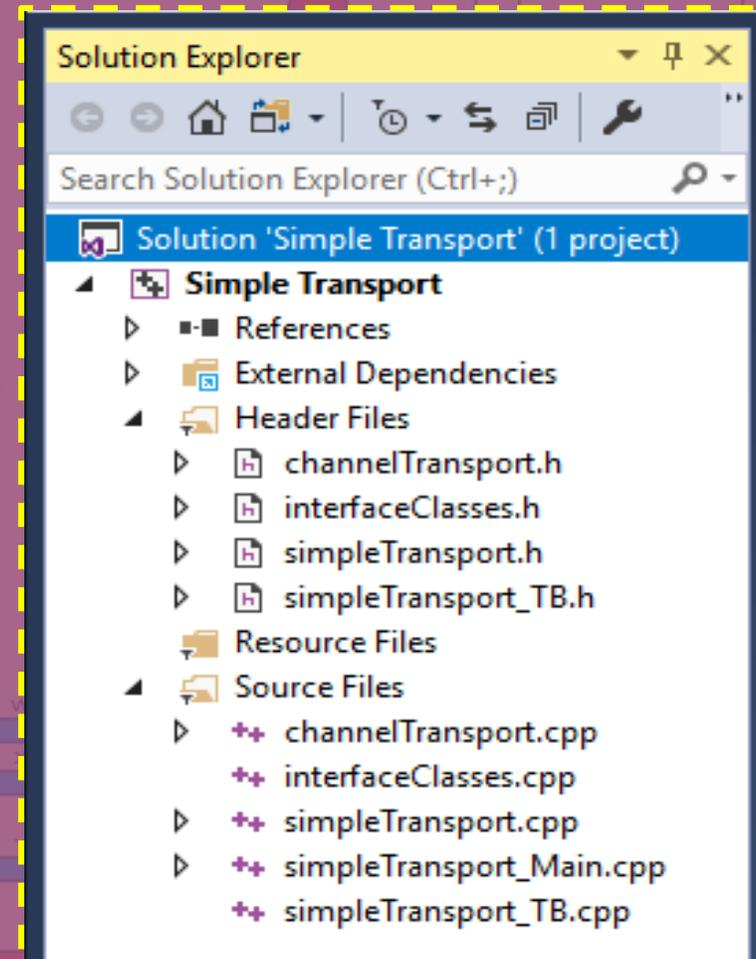 Solution Explorer
Search Solution Explorer (Ctrl+;)
Solution 'Simple Transport' (1 project)
Simple Transport
References
External Dependencies
Header Files
channelTransport.h
interfaceClasses.h
simpleTransport.h
simpleTransport_TB.h
Resource Files
Source Files
channelTransport.cpp
interfaceClasses.cpp
simpleTransport.cpp
simpleTransport_Main.cpp
simpleTransport_TB.cpp